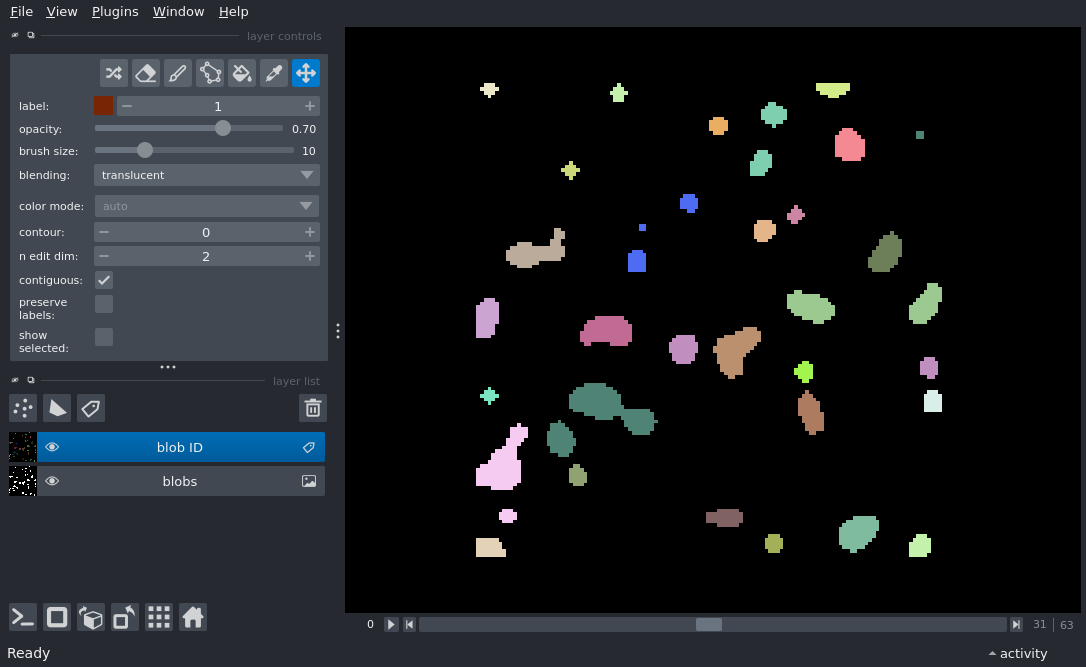 File View Plugins Window Help
layer controls
label: 1
opacity: 0.70
brush size: 10
blending: translucent
color mode: auto
contour: 0
n edit dim: 2
contiguous:
preserve
labels:
show
selected:
layer list
blob ID
blobs
0 31 63
Ready activity